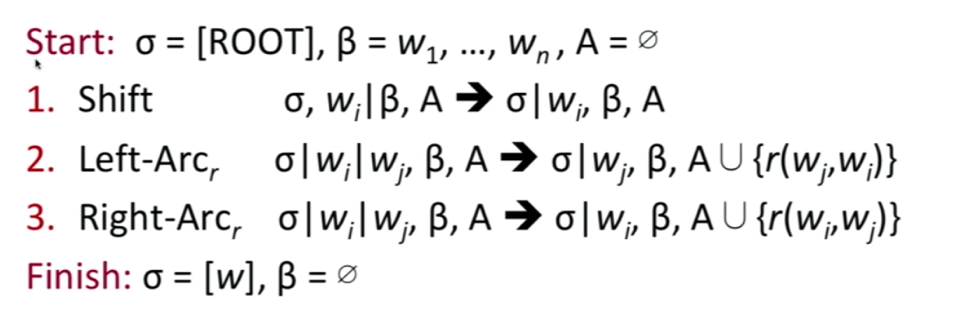 Start: σ = [ROOT], β = w₁, ..., wₙ , A = ∅
1. Shift σ, wᵢ|β, A ➔ σ|wᵢ, β, A
2. Left-Arcᵣ σ|wᵢ|wⱼ, β, A ➔ σ|wⱼ, β, A∪{r(wⱼ,wᵢ)}
3. Right-Arcᵣ σ|wᵢ|wⱼ, β, A ➔ σ|wᵢ, β, A∪{r(wᵢ,wⱼ)}
Finish: σ = [w], β = ∅